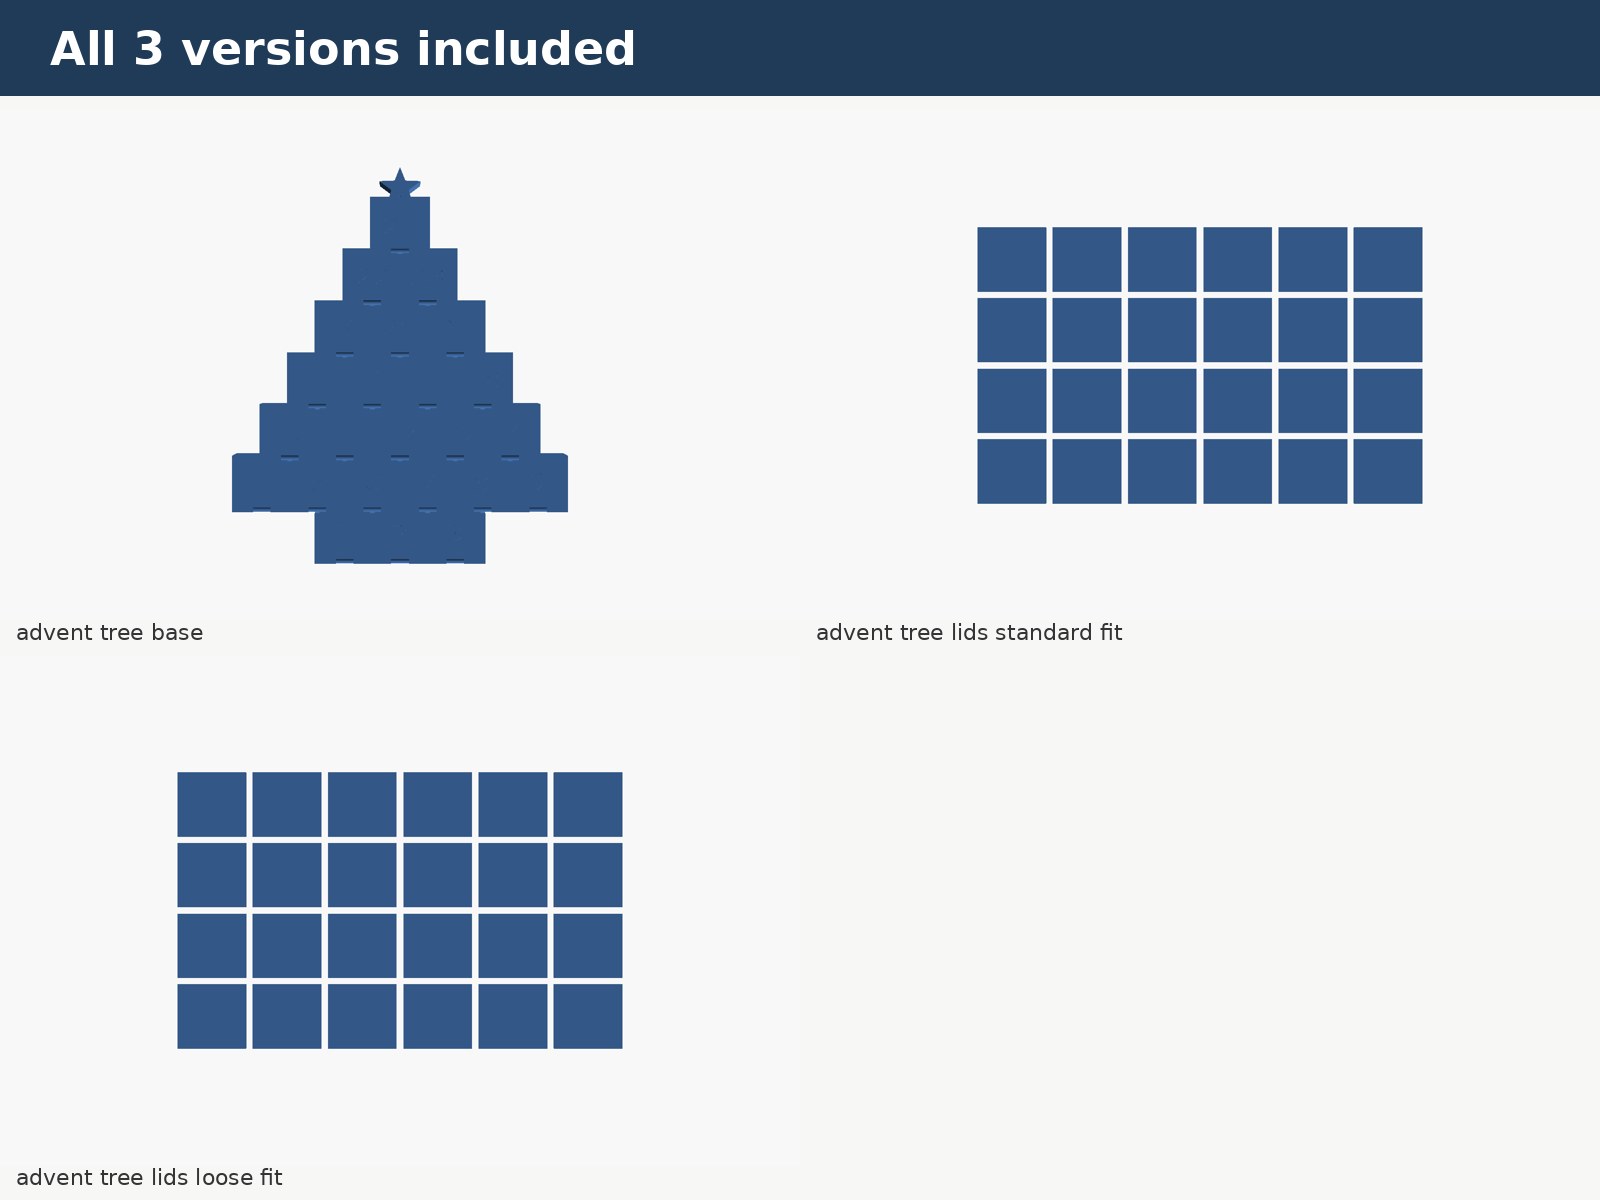 All 3 versions included
advent tree base
advent tree lids standard fit
advent tree lids loose fit